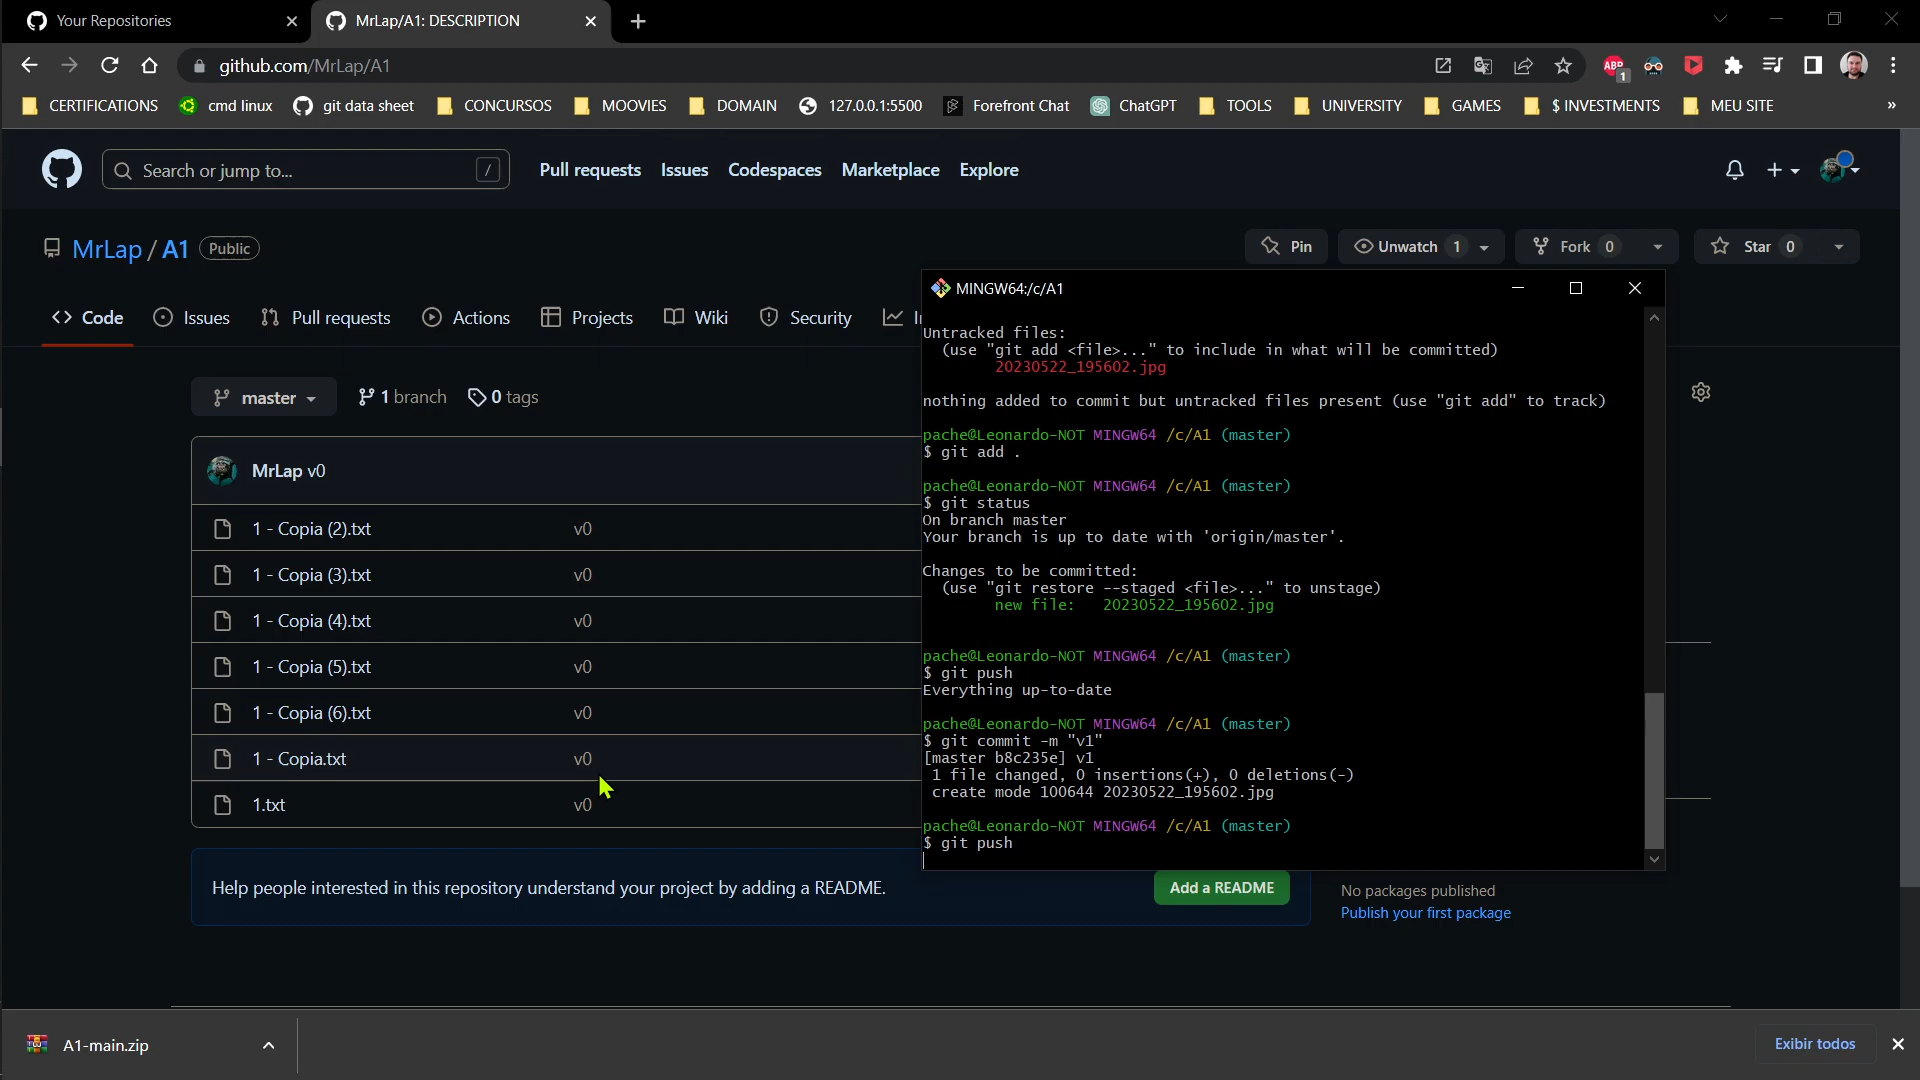 Your Repositories
MrLap/A1: DESCRIPTION
github.com/MrLap/A1
ABP
1
CERTIFICATIONS
cmd linux
git data sheet
CONCURSOS
MOOVIES
DOMAIN
127.0.0.1:5500
Forefront Chat
ChatGPT
TOOLS
UNIVERSITY
GAMES
$ INVESTMENTS
MEU SITE
»
Search or jump to...
/
Pull requests
Issues
Codespaces
Marketplace
Explore
MrLap / A1
Public
Pin
Unwatch 1
Fork 0
Star 0
Code
Issues
Pull requests
Actions
Projects
Wiki
Security
master
1 branch
0 tags
MrLap v0
1 - Copia (2).txt v0
1 - Copia (3).txt v0
1 - Copia (4).txt v0
1 - Copia (5).txt v0
1 - Copia (6).txt v0
1 - Copia.txt v0
1.txt v0
Help people interested in this repository understand your project by adding a README.
Add a README
No packages published
Publish your first package
MINGW64:/c/A1
Untracked files:
(use "git add <file>..." to include in what will be committed)
20230522_195602.jpg
nothing added to commit but untracked files present (use "git add" to track)
pache@Leonardo-NOT MINGW64 /c/A1 (master)
$ git add .
pache@Leonardo-NOT MINGW64 /c/A1 (master)
$ git status
On branch master
Your branch is up to date with 'origin/master'.
Changes to be committed:
(use "git restore --staged <file>..." to unstage)
new file:   20230522_195602.jpg
pache@Leonardo-NOT MINGW64 /c/A1 (master)
$ git push
Everything up-to-date
pache@Leonardo-NOT MINGW64 /c/A1 (master)
$ git commit -m "v1"
[master b8c235e] v1
1 file changed, 0 insertions(+), 0 deletions(-)
create mode 100644 20230522_195602.jpg
pache@Leonardo-NOT MINGW64 /c/A1 (master)
$ git push
A1-main.zip
Exibir todos